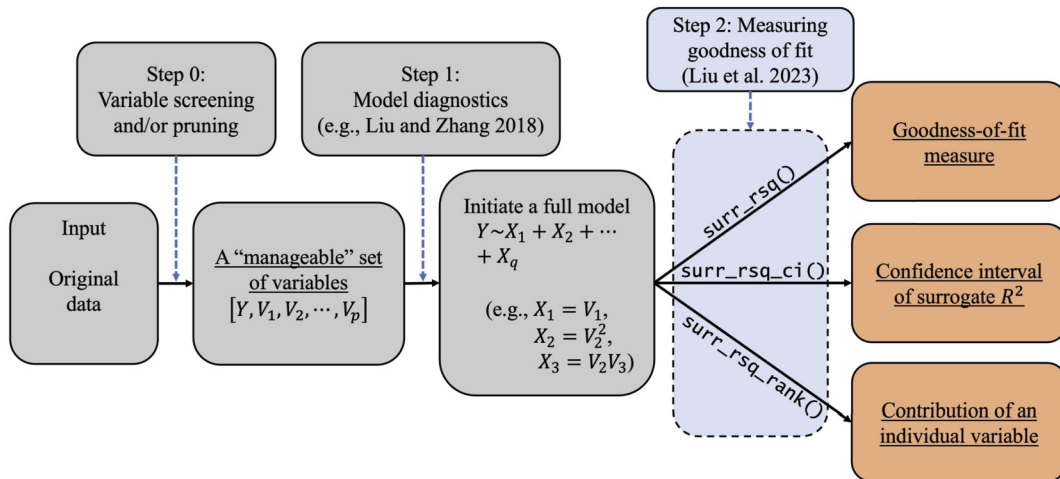 Step 0:
Variable screening
and/or pruning
Step 1:
Model diagnostics
(e.g., Liu and Zhang 2018)
Step 2: Measuring
goodness of fit
(Liu et al. 2023)
Input
Original
data
A “manageable” set
of variables
[Y, V₁, V₂, ⋯, Vₚ]
Initiate a full model
Y~X₁ + X₂ + ⋯
+ X_q
(e.g., X₁ = V₁,
X₂ = V₂²,
X₃ = V₂V₃)
surr_rsq()
surr_rsq_ci()
surr_rsq_rank()
Goodness-of-fit
measure
Confidence interval
of surrogate R²
Contribution of an
individual variable